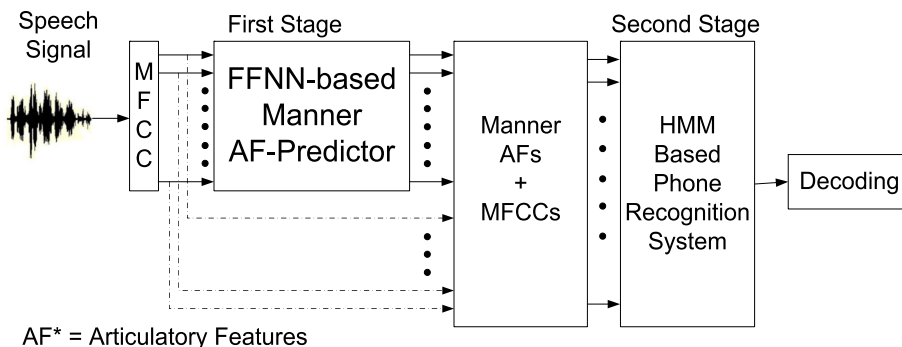 Speech
Signal
First Stage
Second Stage
M
F
C
C
FFNN-based
Manner
AF-Predictor
Manner
AFs
+
MFCCs
HMM
Based
Phone
Recognition
System
Decoding
AF* = Articulatory Features